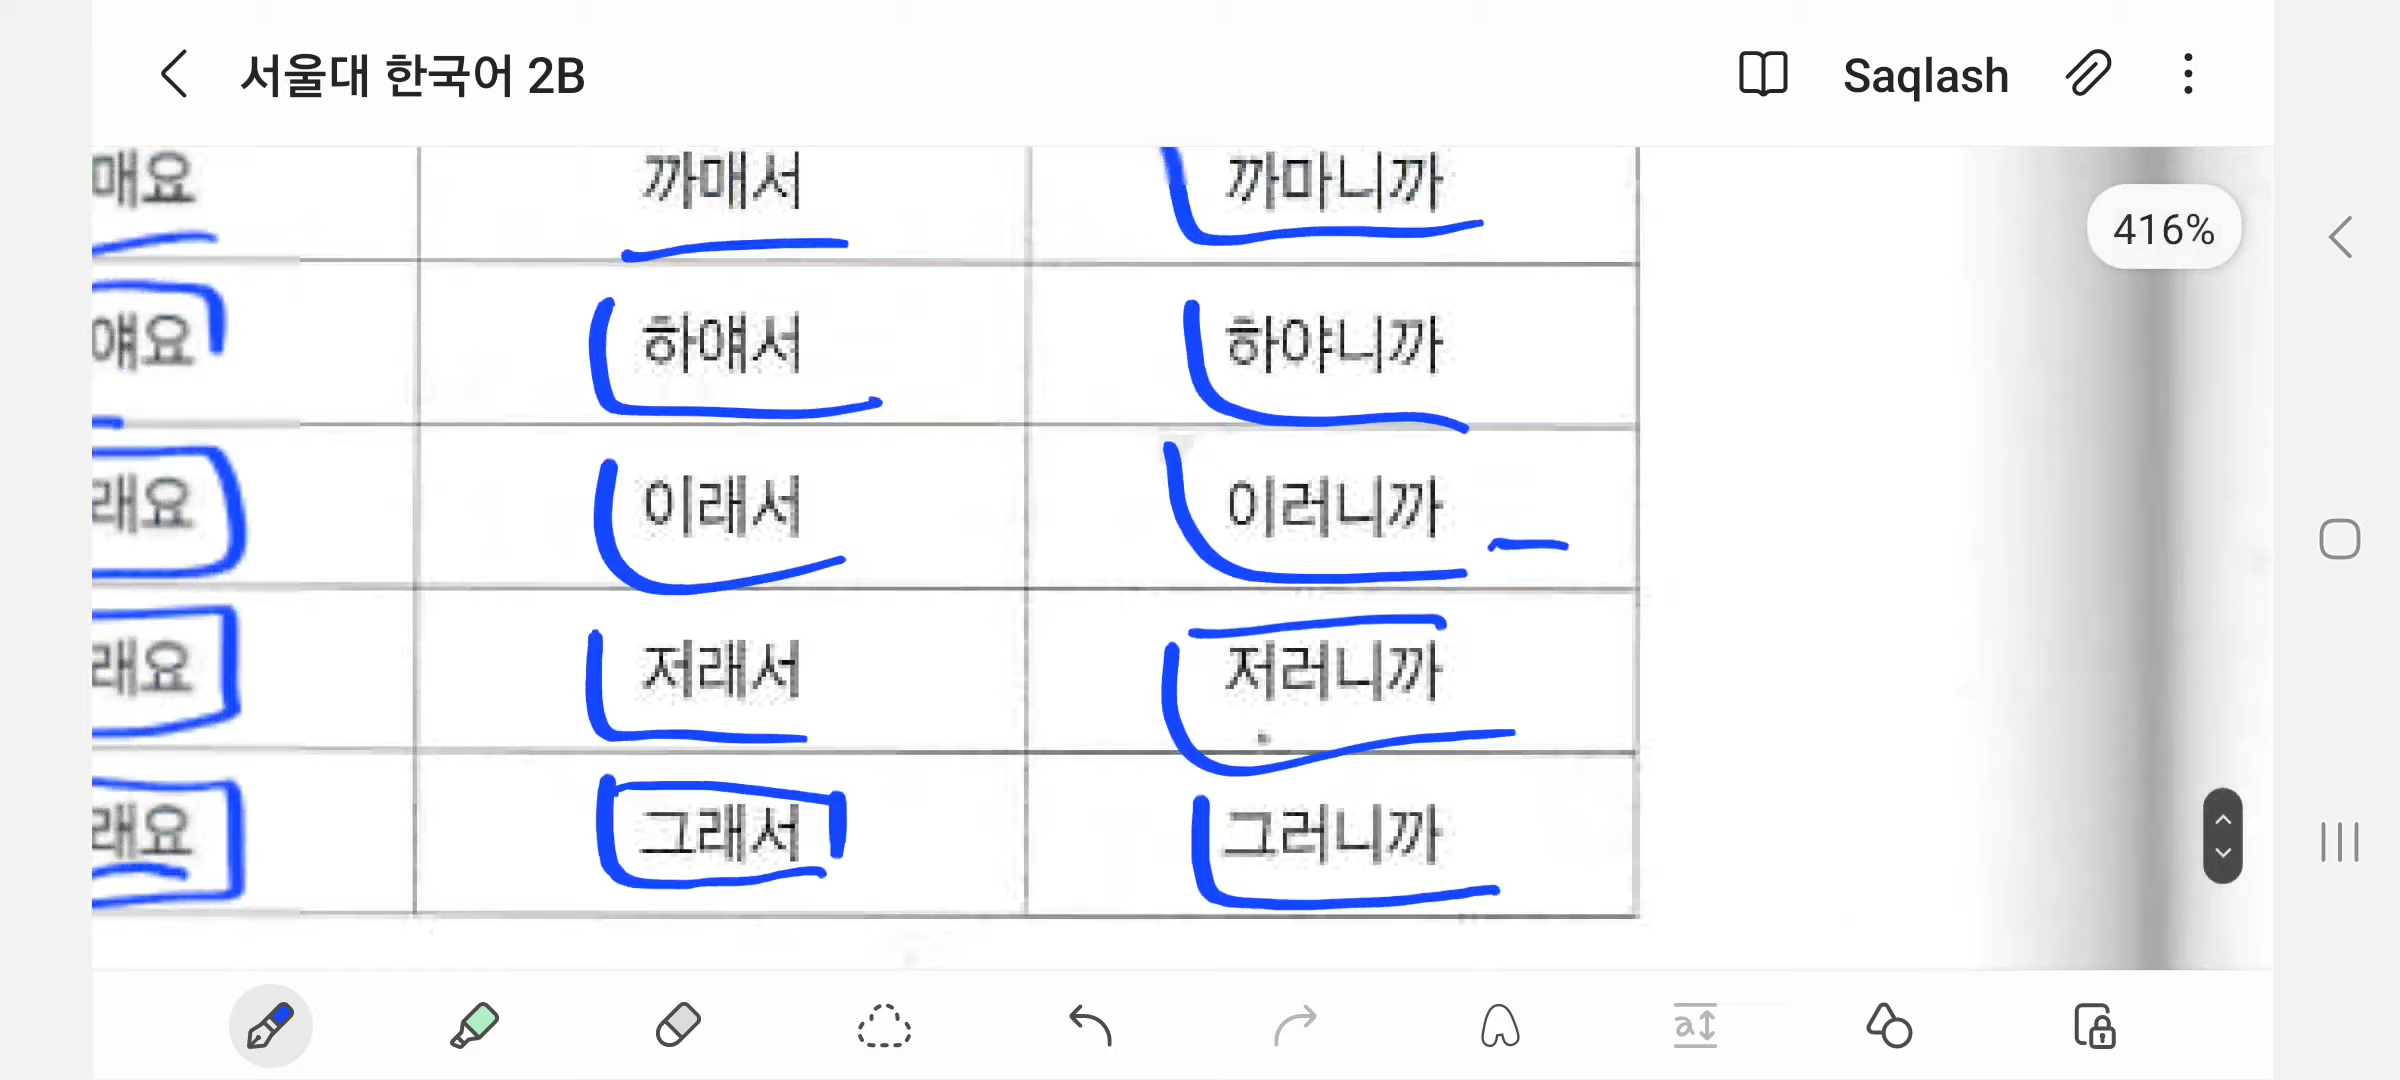 서울대 한국어 2B
Saqlash
416%
매요 까매서 까마니까
얘요 하얘서 하야니까
래요 이래서 이러니까
래요 저래서 저러니까
래요 그래서 그러니까